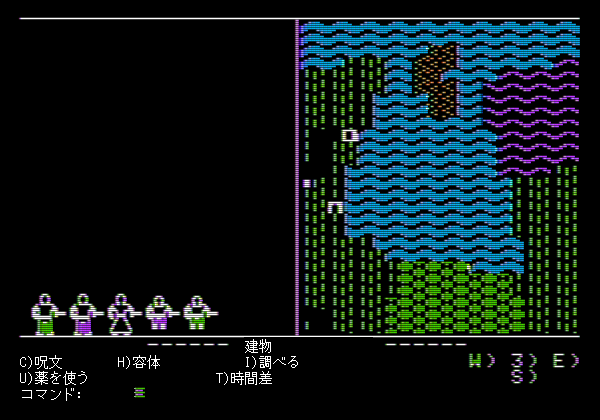 建物
C)呪文 H)容体 I)調べる
U)薬を使う T)時間差
コマンド:
W) 3) E)
S)